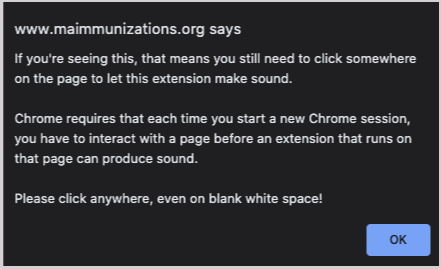 www.maimmunizations.org says
If you're seeing this, that means you still need to click somewhere
on the page to let this extension make sound.
Chrome requires that each time you start a new Chrome session,
you have to interact with a page before an extension that runs on
that page can produce sound.
Please click anywhere, even on blank white space!
OK